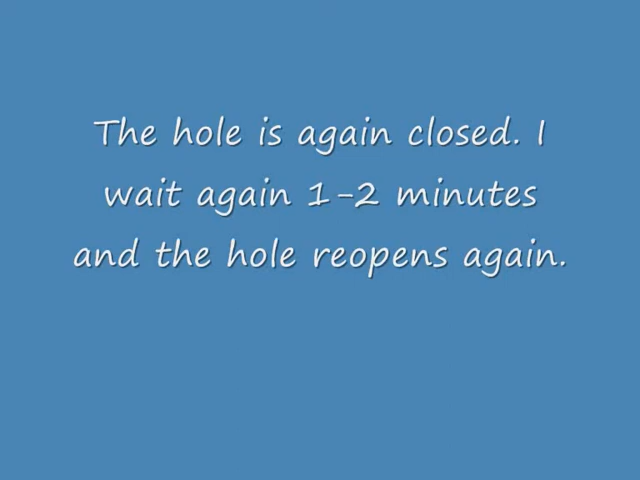 The hole is again closed. I
wait again 1-2 minutes
and the hole reopens again.